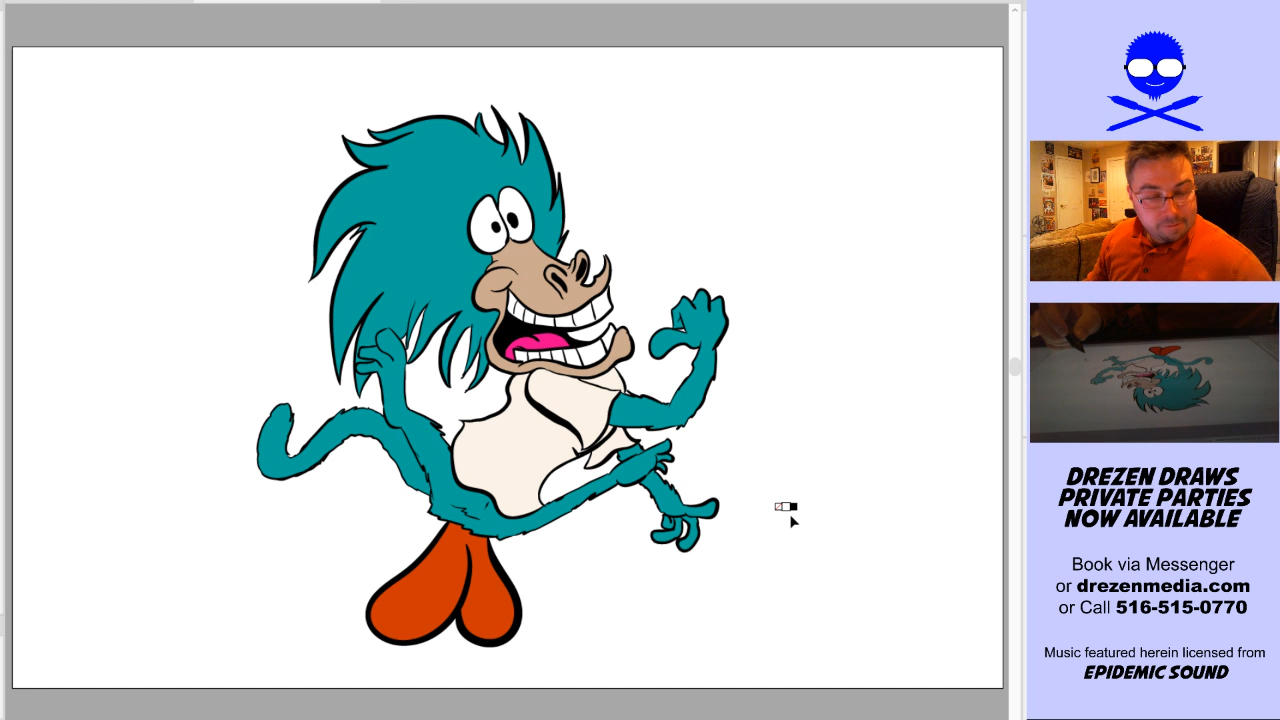 DREZEN DRAWS
PRIVATE PARTIES
NOW AVAILABLE
Book via Messenger
or drezenmedia.com
or Call 516-515-0770
Music featured herein licensed from
EPIDEMIC SOUND